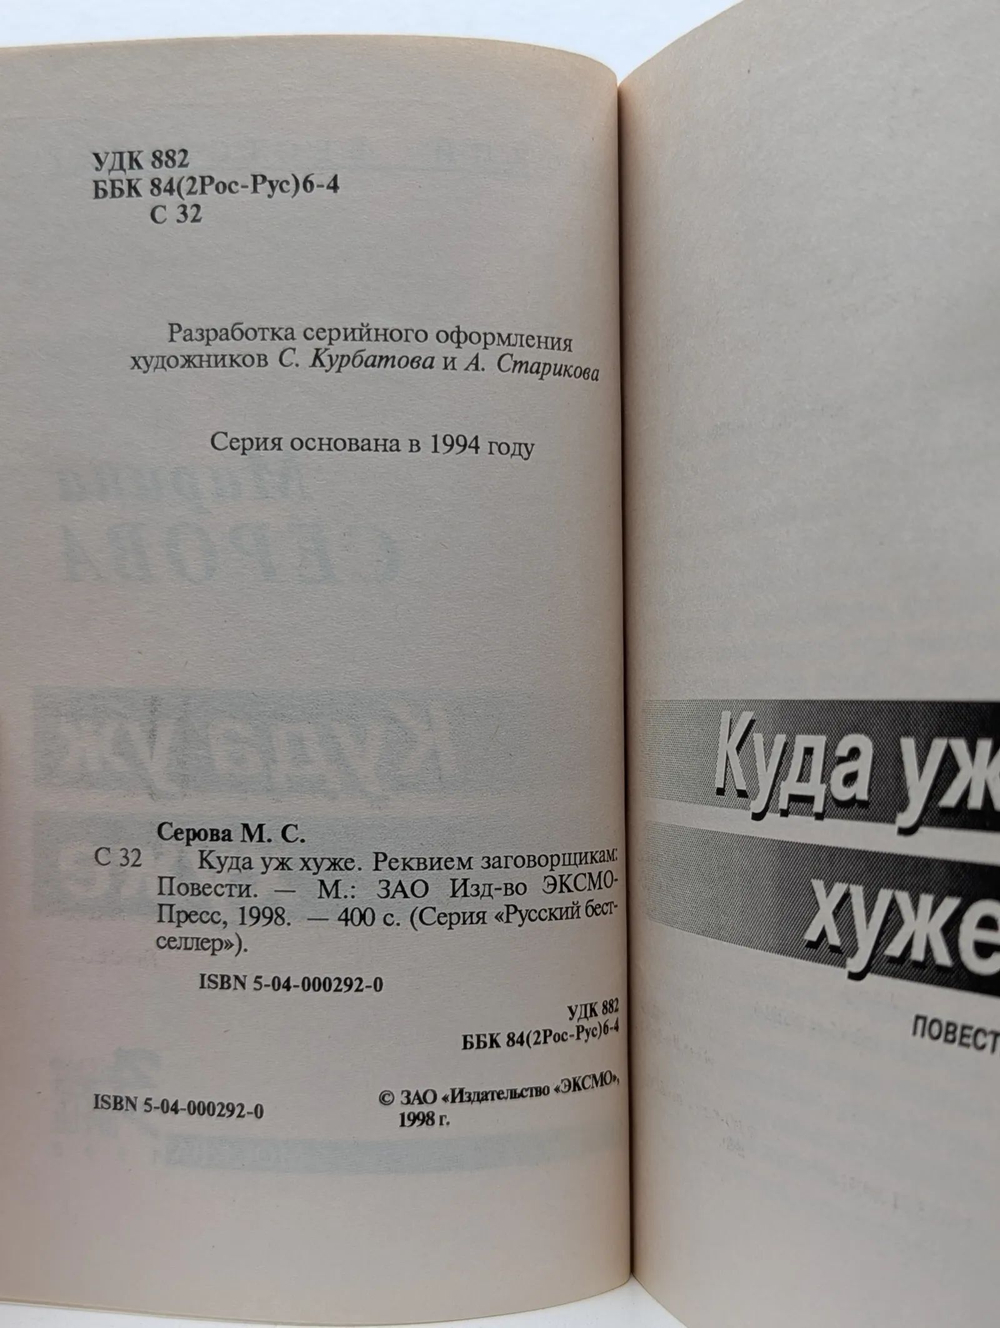 УДК 882
ББК 84(2Рос-Рус)6-4
С 32
Разработка серийного оформления
художников С. Курбатова и А. Старикова
Серия основана в 1994 году
Марина
СЕРОВА
Серова М. С.
С 32 Куда уж хуже. Реквием заговорщикам:
Повести. — М.: ЗАО Изд-во ЭКСМО-
Пресс, 1998. — 400 с. (Серия «Русский бест-
селлер»).
ISBN 5-04-000292-0
УДК 882
ББК 84(2Рос-Рус)6-4
ISBN 5-04-000292-0
© ЗАО «Издательство «ЭКСМО»,
1998 г.
Куда уж
хуже
ПОВЕСТ